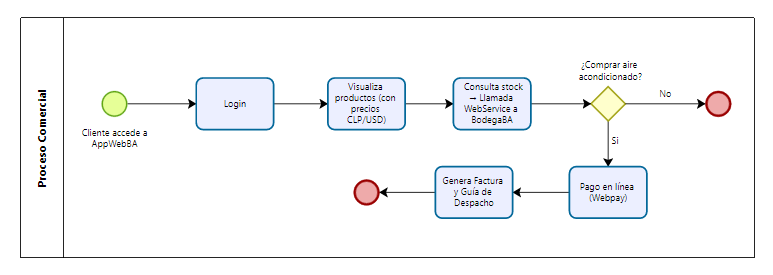 Proceso Comercial
Cliente accede a
AppWebBA
Login
Visualiza
productos (con
precios
CLP/USD)
Consulta stock
→ Llamada
WebService a
BodegaBA
¿Comprar aire
acondicionado?
No
Si
Pago en línea
(Webpay)
Genera Factura
y Guía de
Despacho